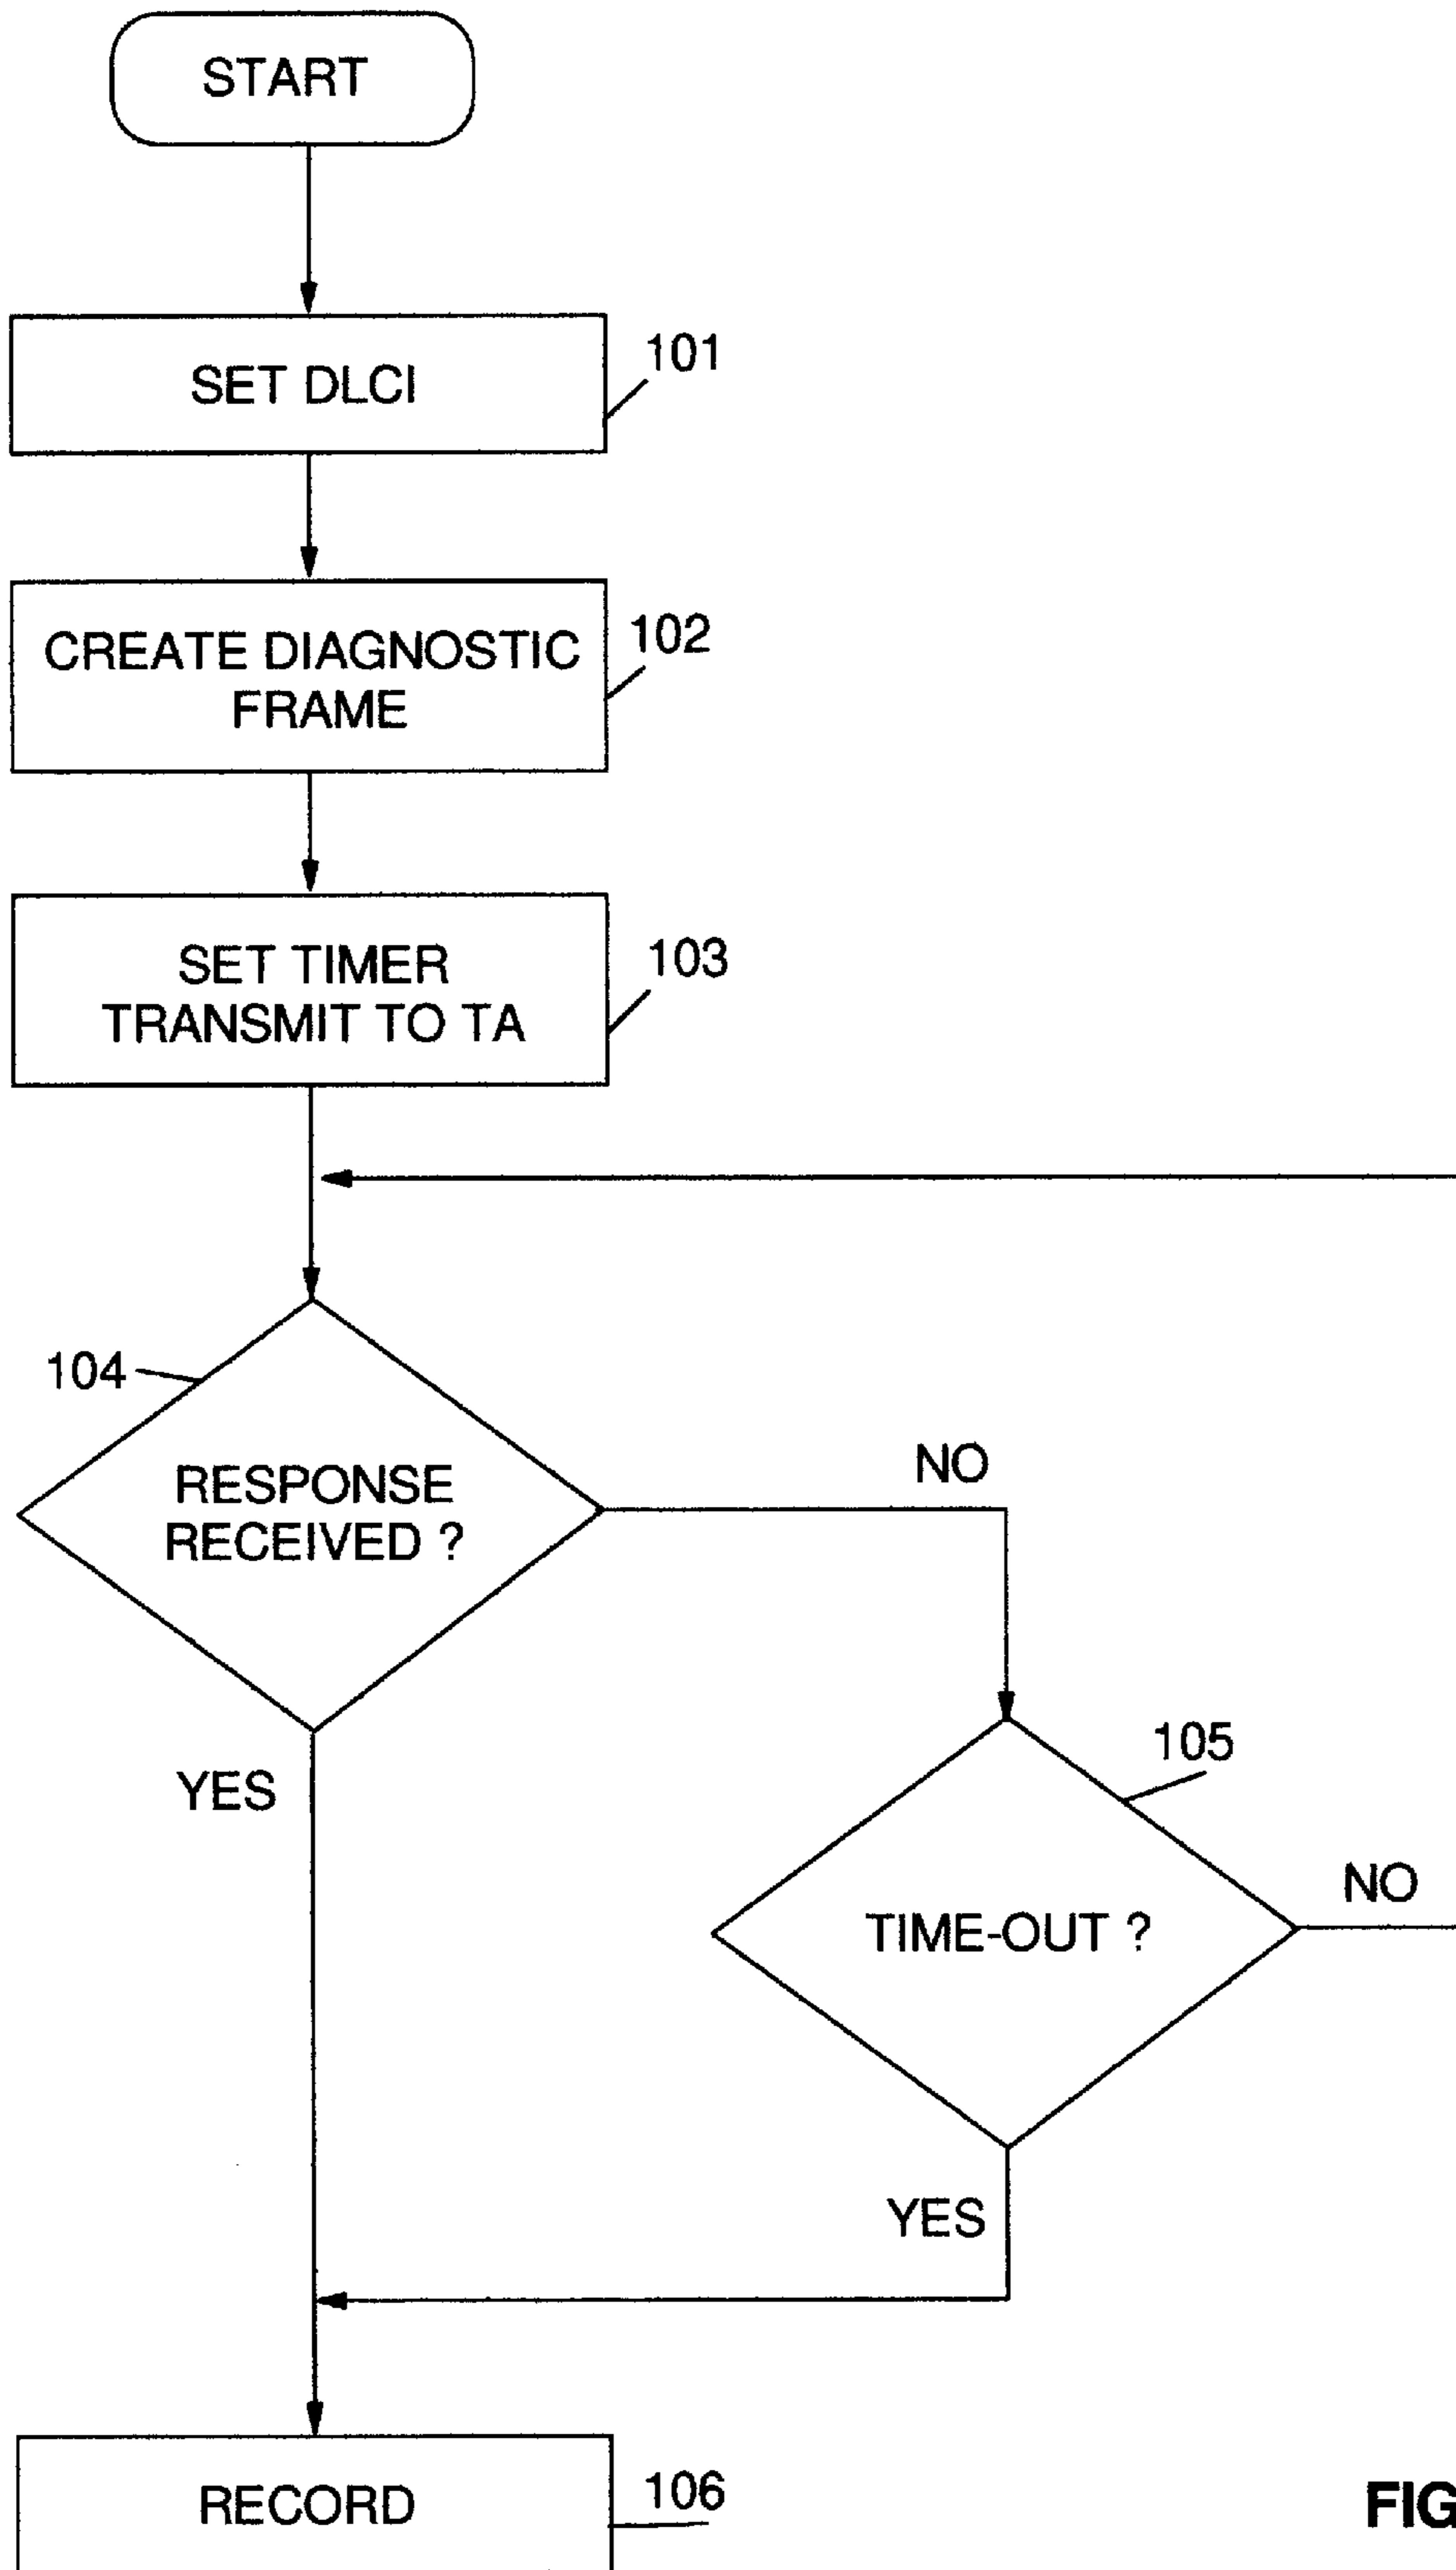 START
SET DLCI
101
CREATE DIAGNOSTIC
FRAME
102
SET TIMER
TRANSMIT TO TA
103
104
RESPONSE
RECEIVED ?
NO
YES
105
TIME-OUT ?
NO
YES
RECORD
106
FIG